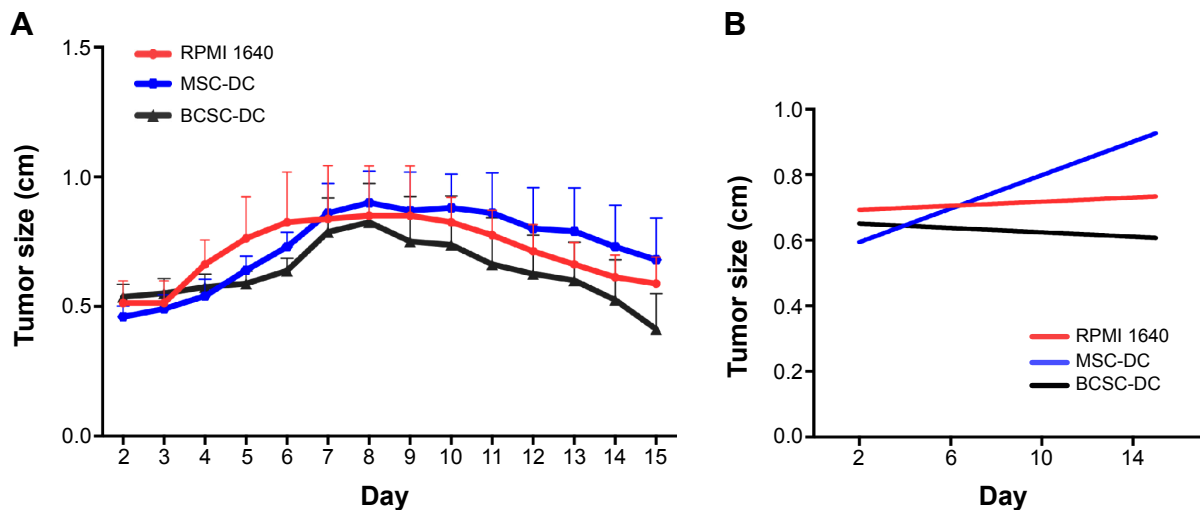 A
Tumor size (cm)
1.5
1.0
0.5
0.0
RPMI 1640
MSC-DC
BCSC-DC
2 3 4 5 6 7 8 9 10 11 12 13 14 15
Day
B
Tumor size (cm)
1.0
0.8
0.6
0.4
0.2
0.0
RPMI 1640
MSC-DC
BCSC-DC
2 6 10 14
Day